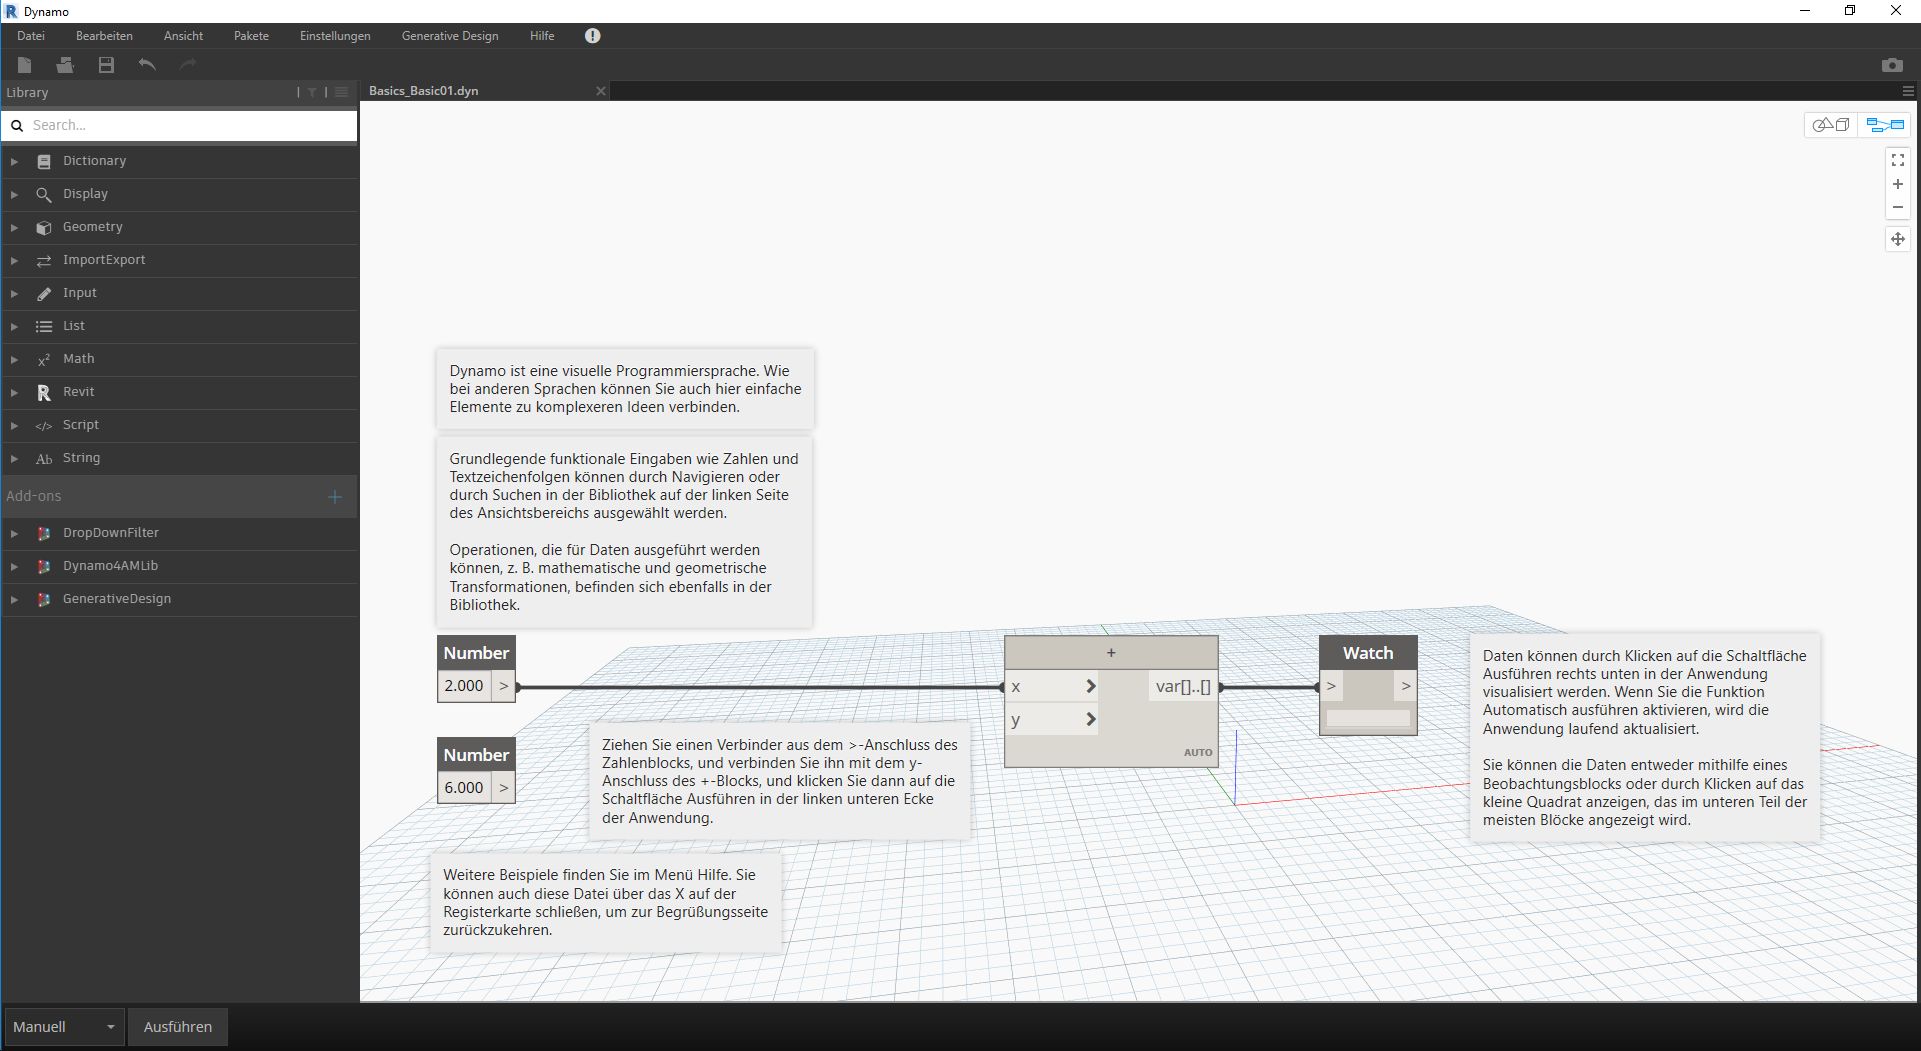 Dynamo
Datei Bearbeiten Ansicht Pakete Einstellungen Generative Design Hilfe
Library
Basics_Basic01.dyn
Search...
Dictionary
Display
Geometry
ImportExport
Input
List
Math
Revit
Script
String
Add-ons
DropDownFilter
Dynamo4AMLib
GenerativeDesign
Dynamo ist eine visuelle Programmiersprache. Wie
bei anderen Sprachen können Sie auch hier einfache
Elemente zu komplexeren Ideen verbinden.
Grundlegende funktionale Eingaben wie Zahlen und
Textzeichenfolgen können durch Navigieren oder
durch Suchen in der Bibliothek auf der linken Seite
des Ansichtsbereichs ausgewählt werden.
Operationen, die für Daten ausgeführt werden
können, z. B. mathematische und geometrische
Transformationen, befinden sich ebenfalls in der
Bibliothek.
Number
2.000 >
Number
6.000 >
Ziehen Sie einen Verbinder aus dem >-Anschluss des
Zahlenblocks, und verbinden Sie ihn mit dem y-
Anschluss des +-Blocks, und klicken Sie dann auf die
Schaltfläche Ausführen in der linken unteren Ecke
der Anwendung.
+
x > var[]..[]
y >
AUTO
Watch
> >
Daten können durch Klicken auf die Schaltfläche
Ausführen rechts unten in der Anwendung
visualisiert werden. Wenn Sie die Funktion
Automatisch ausführen aktivieren, wird die
Anwendung laufend aktualisiert.
Sie können die Daten entweder mithilfe eines
Beobachtungsblocks oder durch Klicken auf das
kleine Quadrat anzeigen, das im unteren Teil der
meisten Blöcke angezeigt wird.
Weitere Beispiele finden Sie im Menü Hilfe. Sie
können auch diese Datei über das X auf der
Registerkarte schließen, um zur Begrüßungsseite
zurückzukehren.
Manuell Ausführen